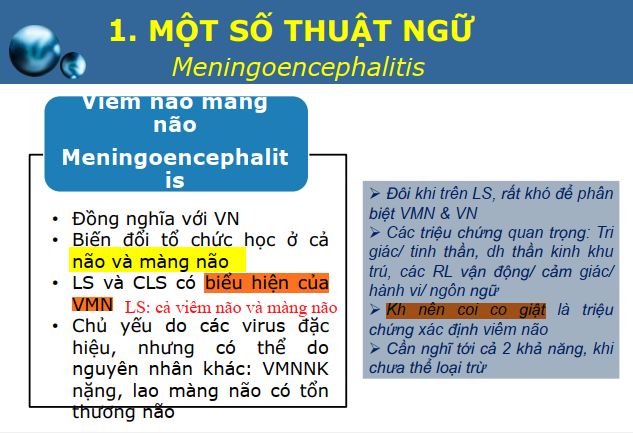 1. MỘT SỐ THUẬT NGỮ
Meningoencephalitis
Viêm não màng
não
Meningoencephalit
is
• Đồng nghĩa với VN
• Biến đổi tổ chức học ở cả
não và màng não
• LS và CLS có biểu hiện của
VMN LS: cả viêm não và màng não
• Chủ yếu do các virus đặc
hiệu, nhưng có thể do
nguyên nhân khác: VMNNK
nặng, lao màng não có tổn
thương não
➢ Đôi khi trên LS, rất khó để phân
biệt VMN & VN
➢ Các triệu chứng quan trọng: Tri
giác/ tinh thần, dh thần kinh khu
trú, các RL vận động/ cảm giác/
hành vi/ ngôn ngữ
➢ Kh nên coi co giật là triệu
chứng xác định viêm não
➢ Cần nghĩ tới cả 2 khả năng, khi
chưa thể loại trừ